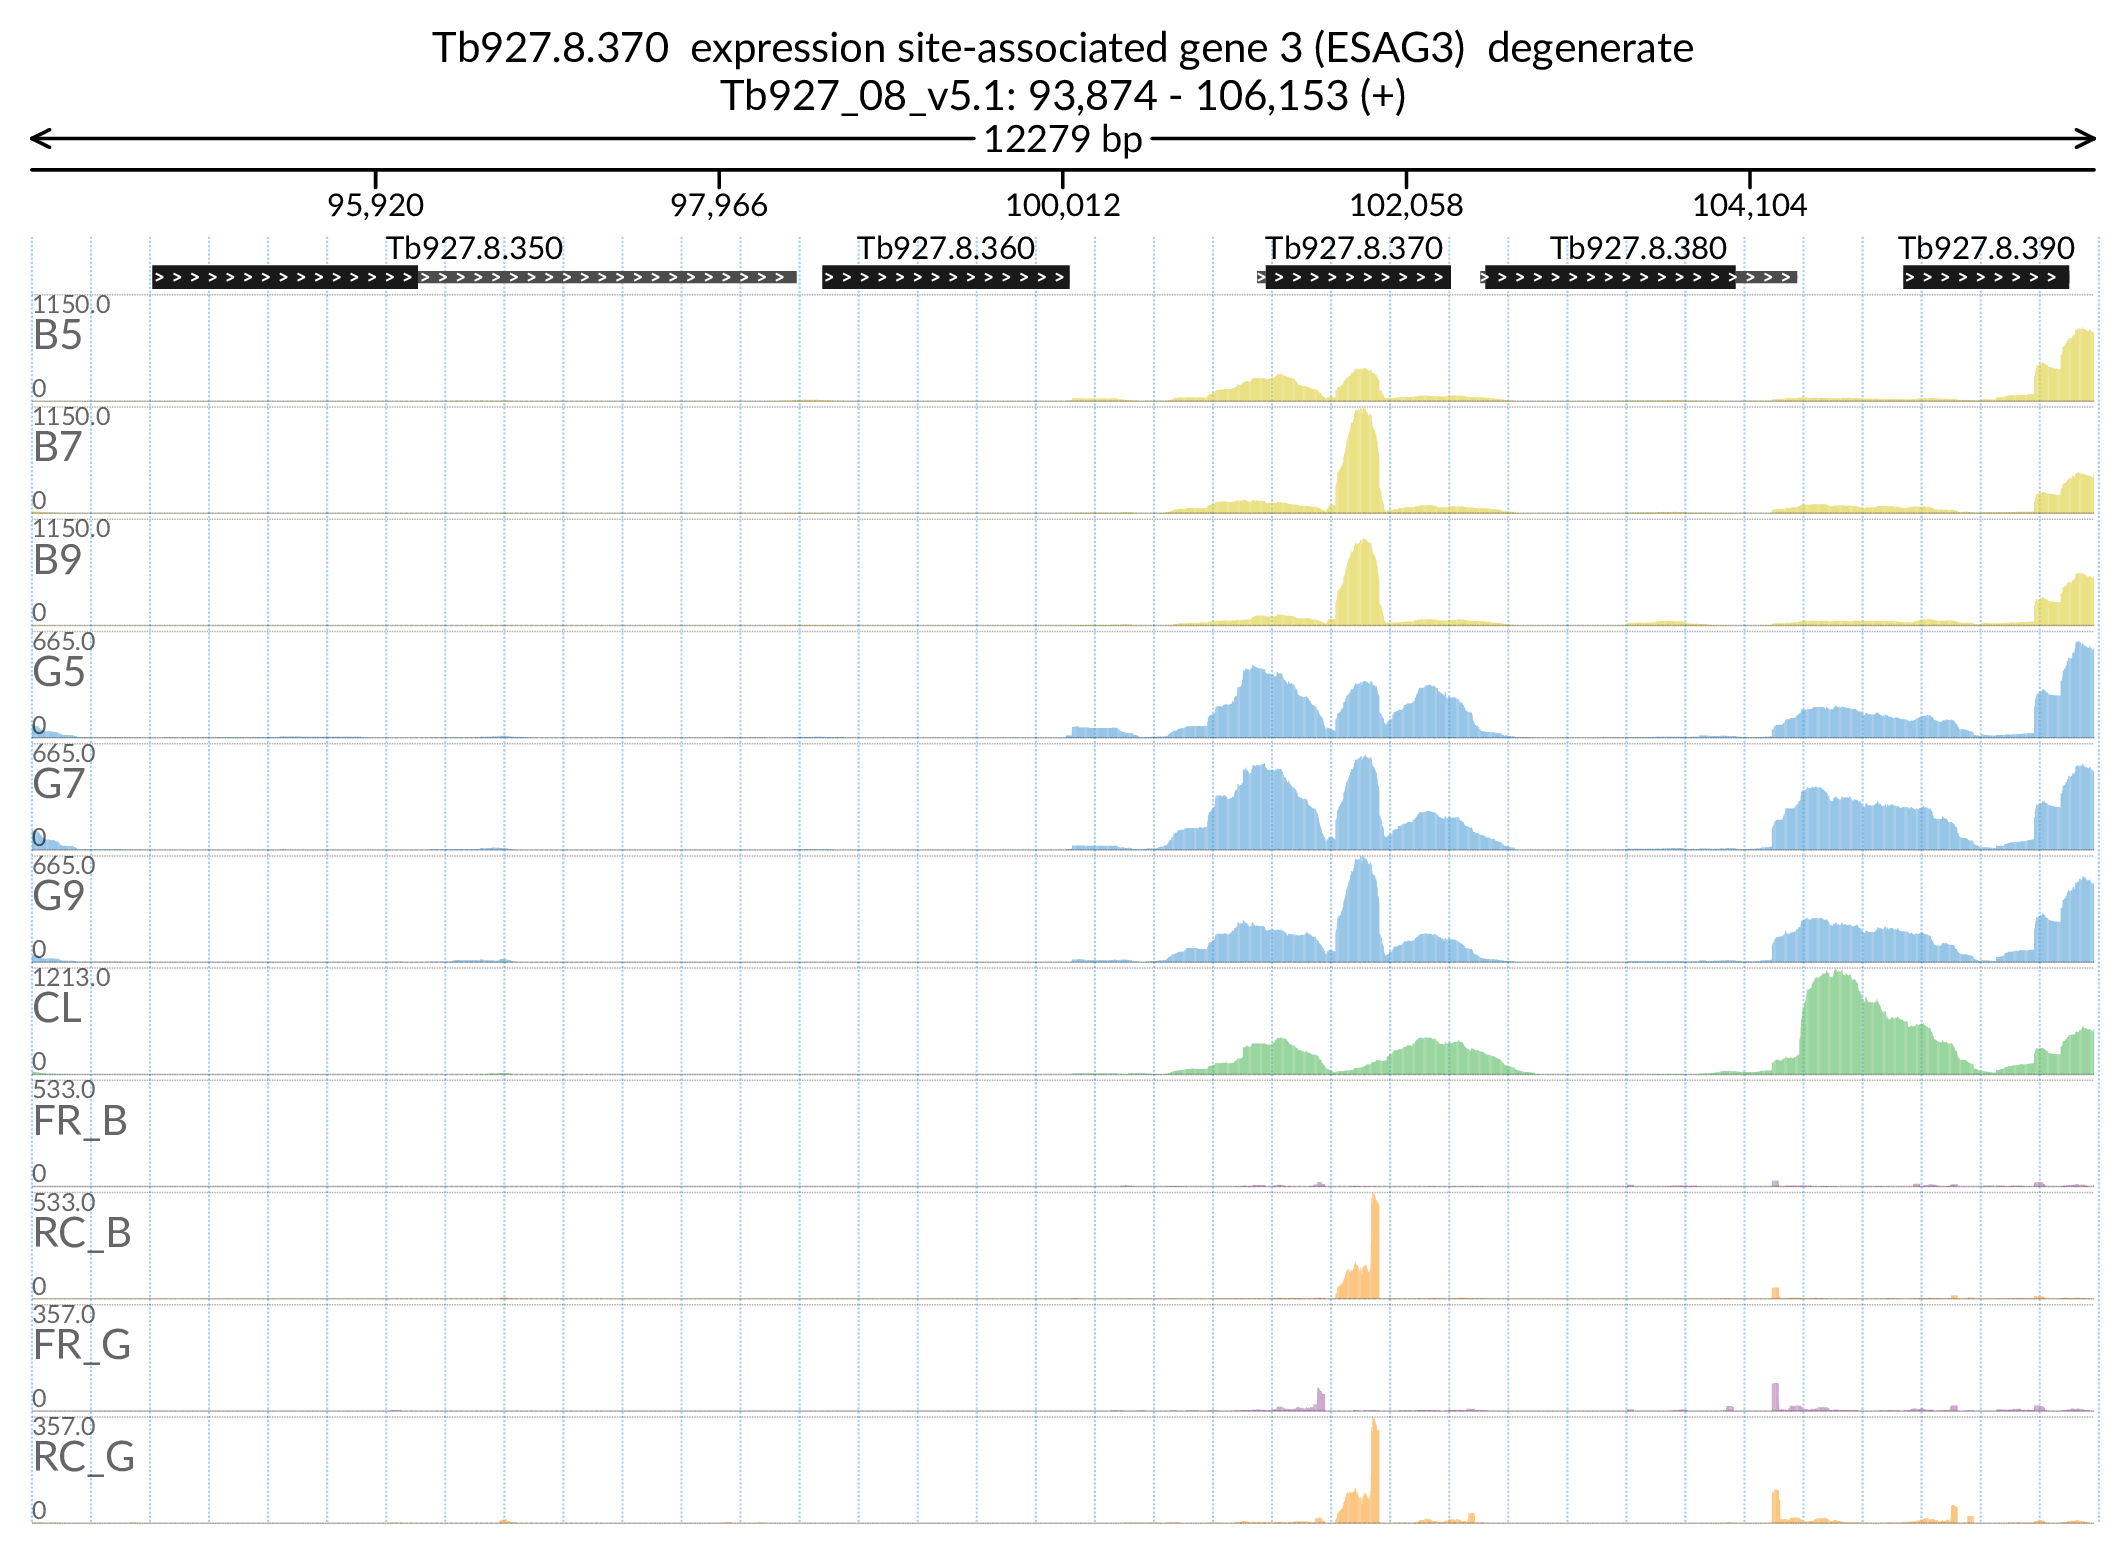 Tb927.8.370  expression site-associated gene 3 (ESAG3)  degenerate
Tb927_08_v5.1: 93,874 - 106,153 (+)
12279 bp
95,920 97,966 100,012 102,058 104,104
Tb927.8.350 Tb927.8.360 Tb927.8.370 Tb927.8.380 Tb927.8.390
1150.0
B5
0
1150.0
B7
0
1150.0
B9
0
665.0
G5
0
665.0
G7
0
665.0
G9
0
1213.0
CL
0
533.0
FR_B
0
533.0
RC_B
0
357.0
FR_G
0
357.0
RC_G
0